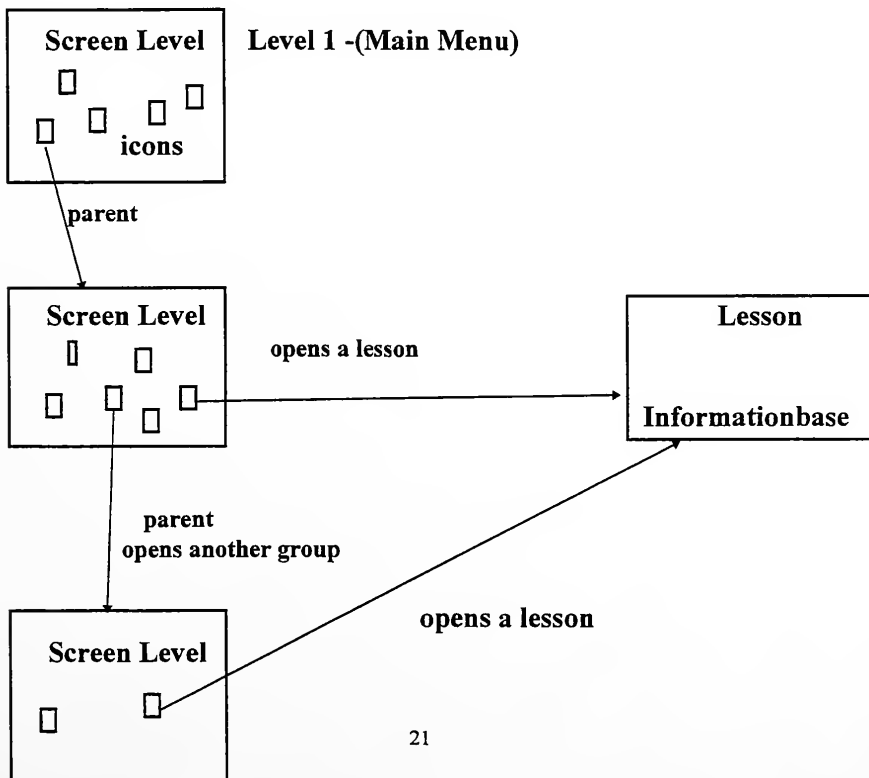 Screen Level
Level 1 -(Main Menu)
icons
parent
Screen Level
opens a lesson
Lesson
Informationbase
parent
opens another group
opens a lesson
Screen Level
21